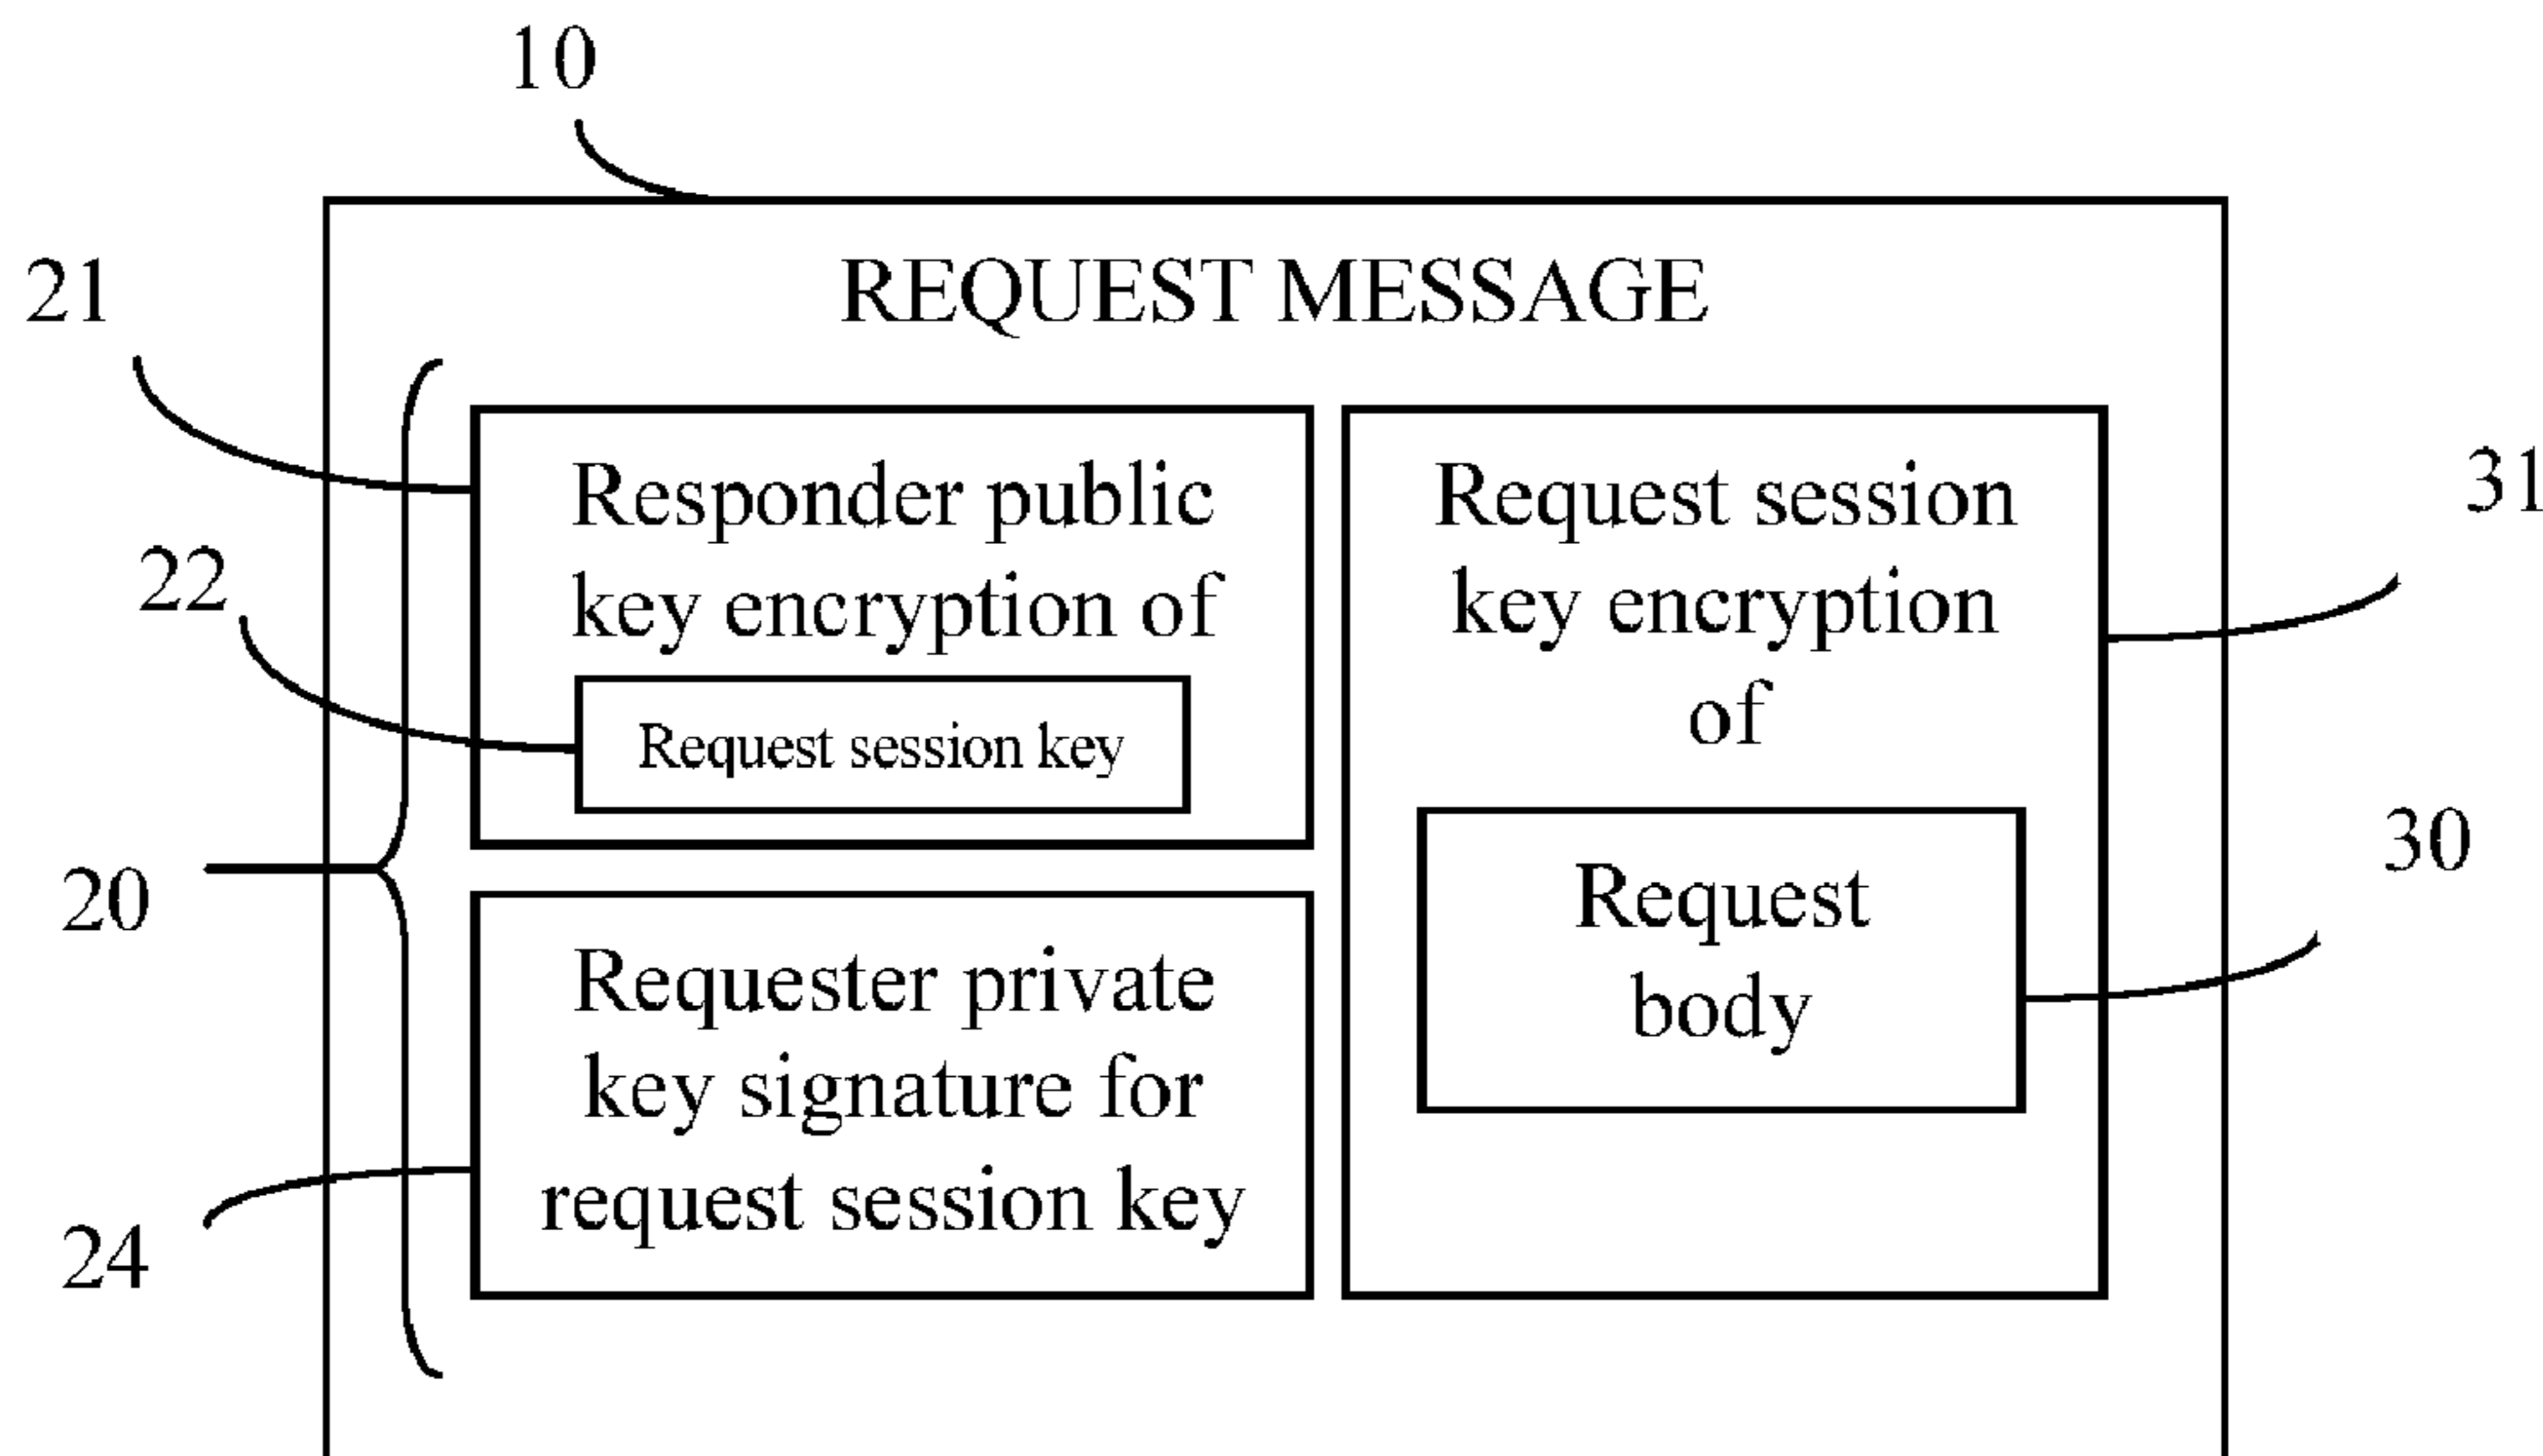 10
REQUEST MESSAGE
21
Responder public
key encryption of
22
Request session key
20
Requester private
key signature for
request session key
24
Request session
key encryption
of
31
Request
body
30